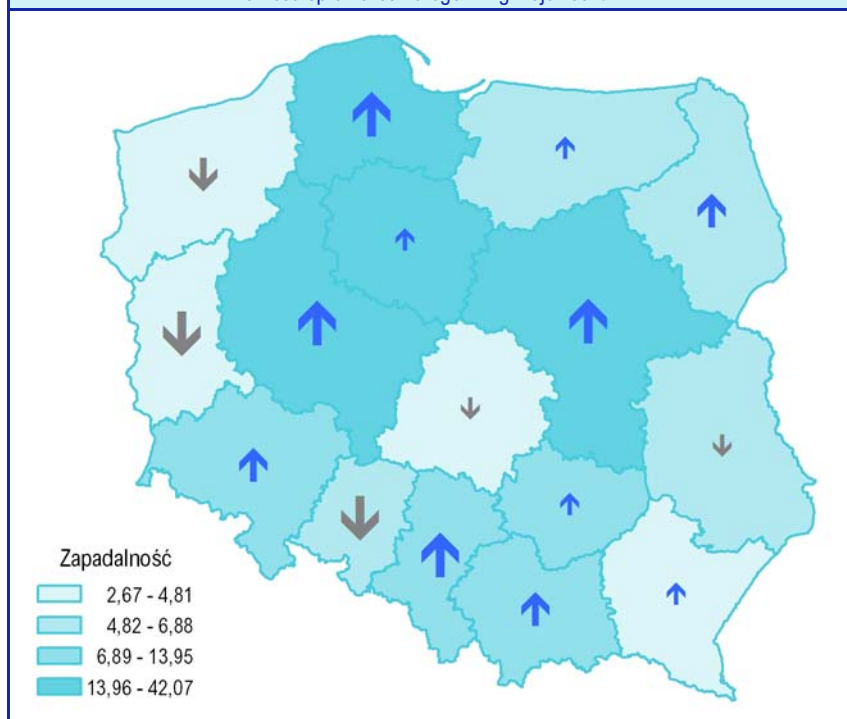 Zapadalność
2,67 - 4,81
4,82 - 6,88
6,89 - 13,95
13,96 - 42,07